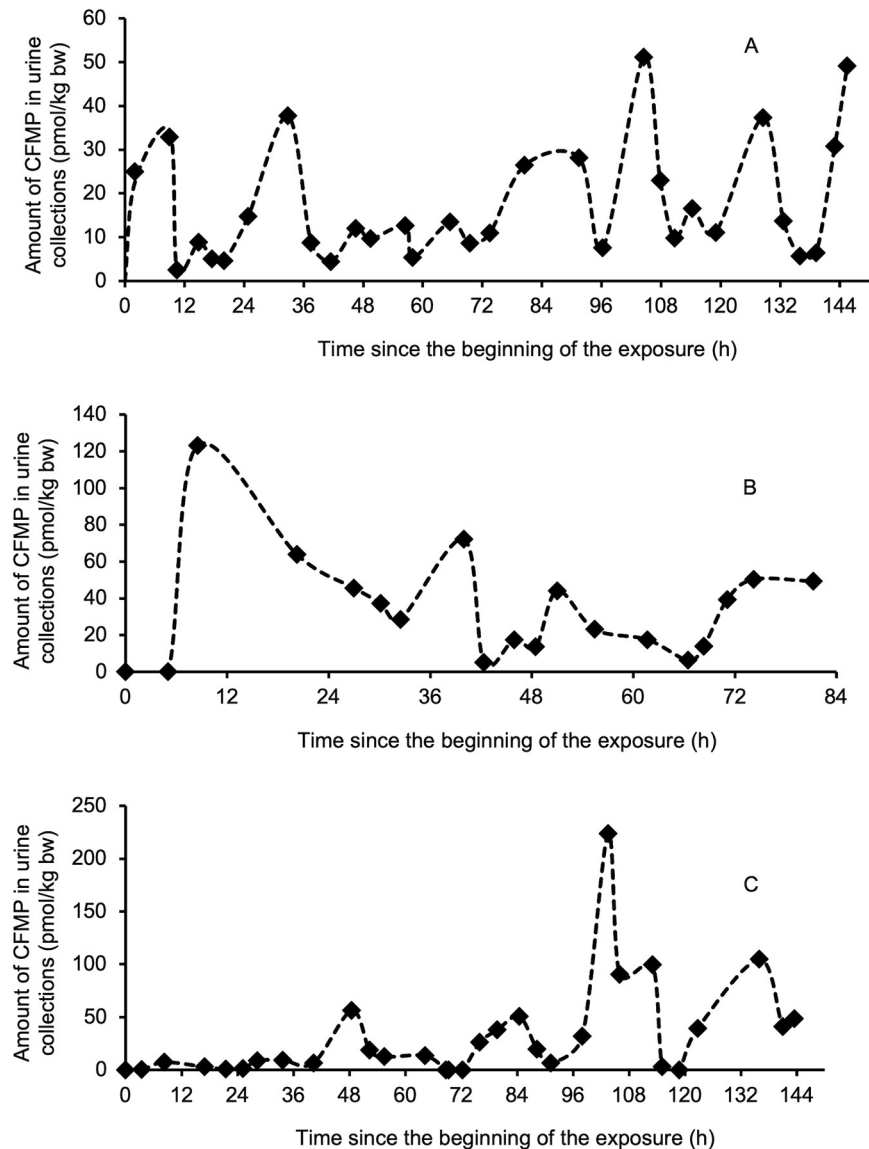 Amount of CFMP in urine
collections (pmol/kg bw)
60
50
40
30
20
10
0
A
0 12 24 36 48 60 72 84 96 108 120 132 144
Time since the beginning of the exposure (h)
Amount of CFMP in urine
collections (pmol/kg bw)
140
120
100
80
60
40
20
0
B
0 12 24 36 48 60 72 84
Time since the beginning of the exposure (h)
Amount of CFMP in urine
collections (pmol/kg bw)
250
200
150
100
50
0
C
0 12 24 36 48 60 72 84 96 108 120 132 144
Time since the beginning of the exposure (h)